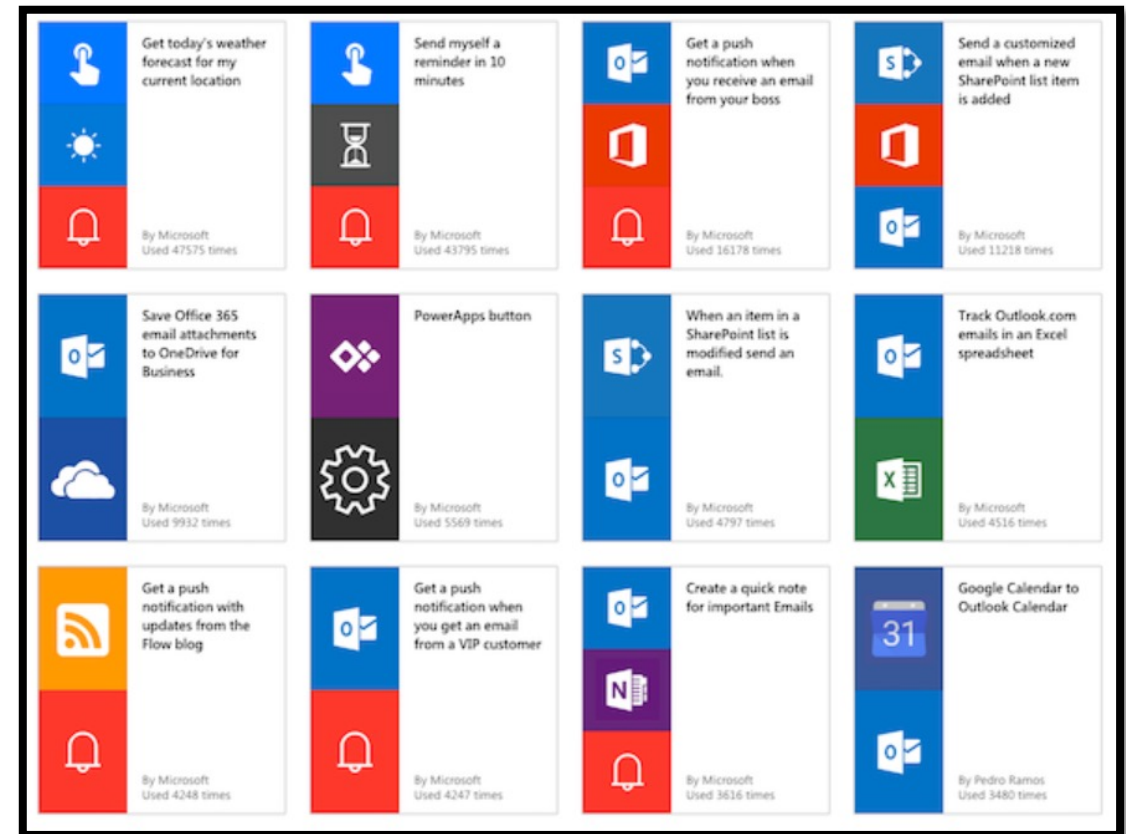 Get today's weather
forecast for my
current location
By Microsoft
Used 47575 times
Send myself a
reminder in 10
minutes
By Microsoft
Used 43795 times
Get a push
notification when
you receive an email
from your boss
By Microsoft
Used 16178 times
Send a customized
email when a new
SharePoint list item
is added
By Microsoft
Used 11218 times
Save Office 365
email attachments
to OneDrive for
Business
By Microsoft
Used 9932 times
PowerApps button
By Microsoft
Used 5569 times
When an item in a
SharePoint list is
modified send an
email.
By Microsoft
Used 4797 times
Track Outlook.com
emails in an Excel
spreadsheet
By Microsoft
Used 4516 times
Get a push
notification with
updates from the
Flow blog
By Microsoft
Used 4248 times
Get a push
notification when
you get an email
from a VIP customer
By Microsoft
Used 4247 times
Create a quick note
for important Emails
By Microsoft
Used 3616 times
31
Google Calendar to
Outlook Calendar
By Pedro Ramos
Used 3480 times